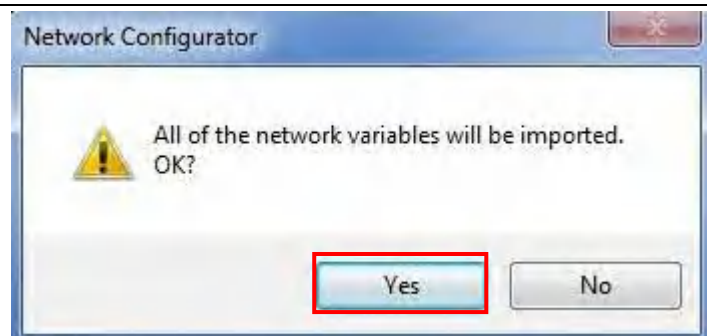 Network Configurator
All of the network variables will be imported.
OK?
Yes No